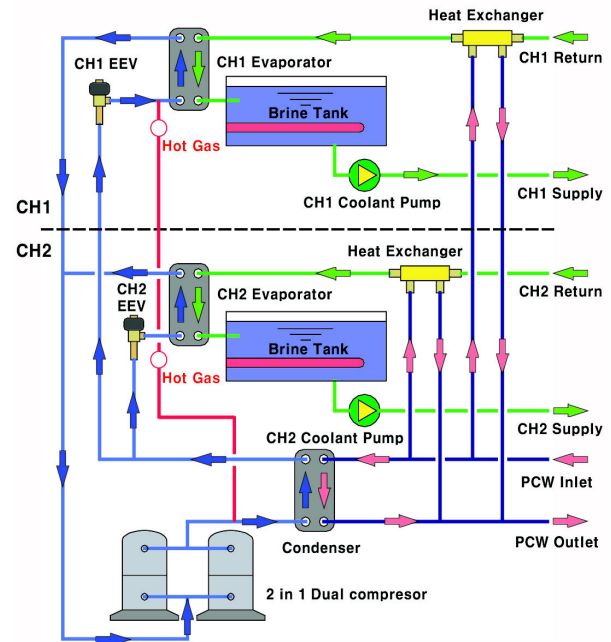 Heat Exchanger
CH1 EEV
CH1 Evaporator
CH1 Return
Brine Tank
Hot Gas
CH1 Supply
CH1 Coolant Pump
CH1
CH2
Heat Exchanger
CH2
EEV
CH2 Evaporator
CH2 Return
Brine Tank
Hot Gas
CH2 Supply
CH2 Coolant Pump
PCW Inlet
PCW Outlet
Condenser
2 in 1 Dual compresor